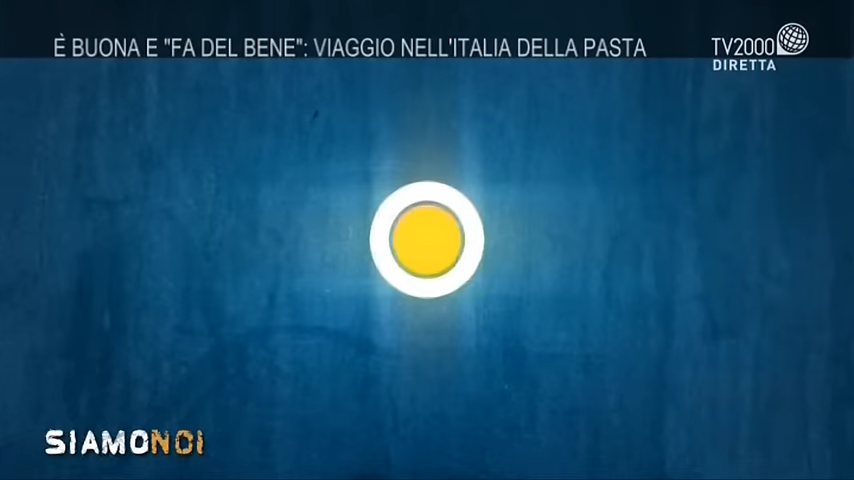 È BUONA E "FA DEL BENE": VIAGGIO NELL'ITALIA DELLA PASTA
TV2000
DIRETTA
SIAMONOI